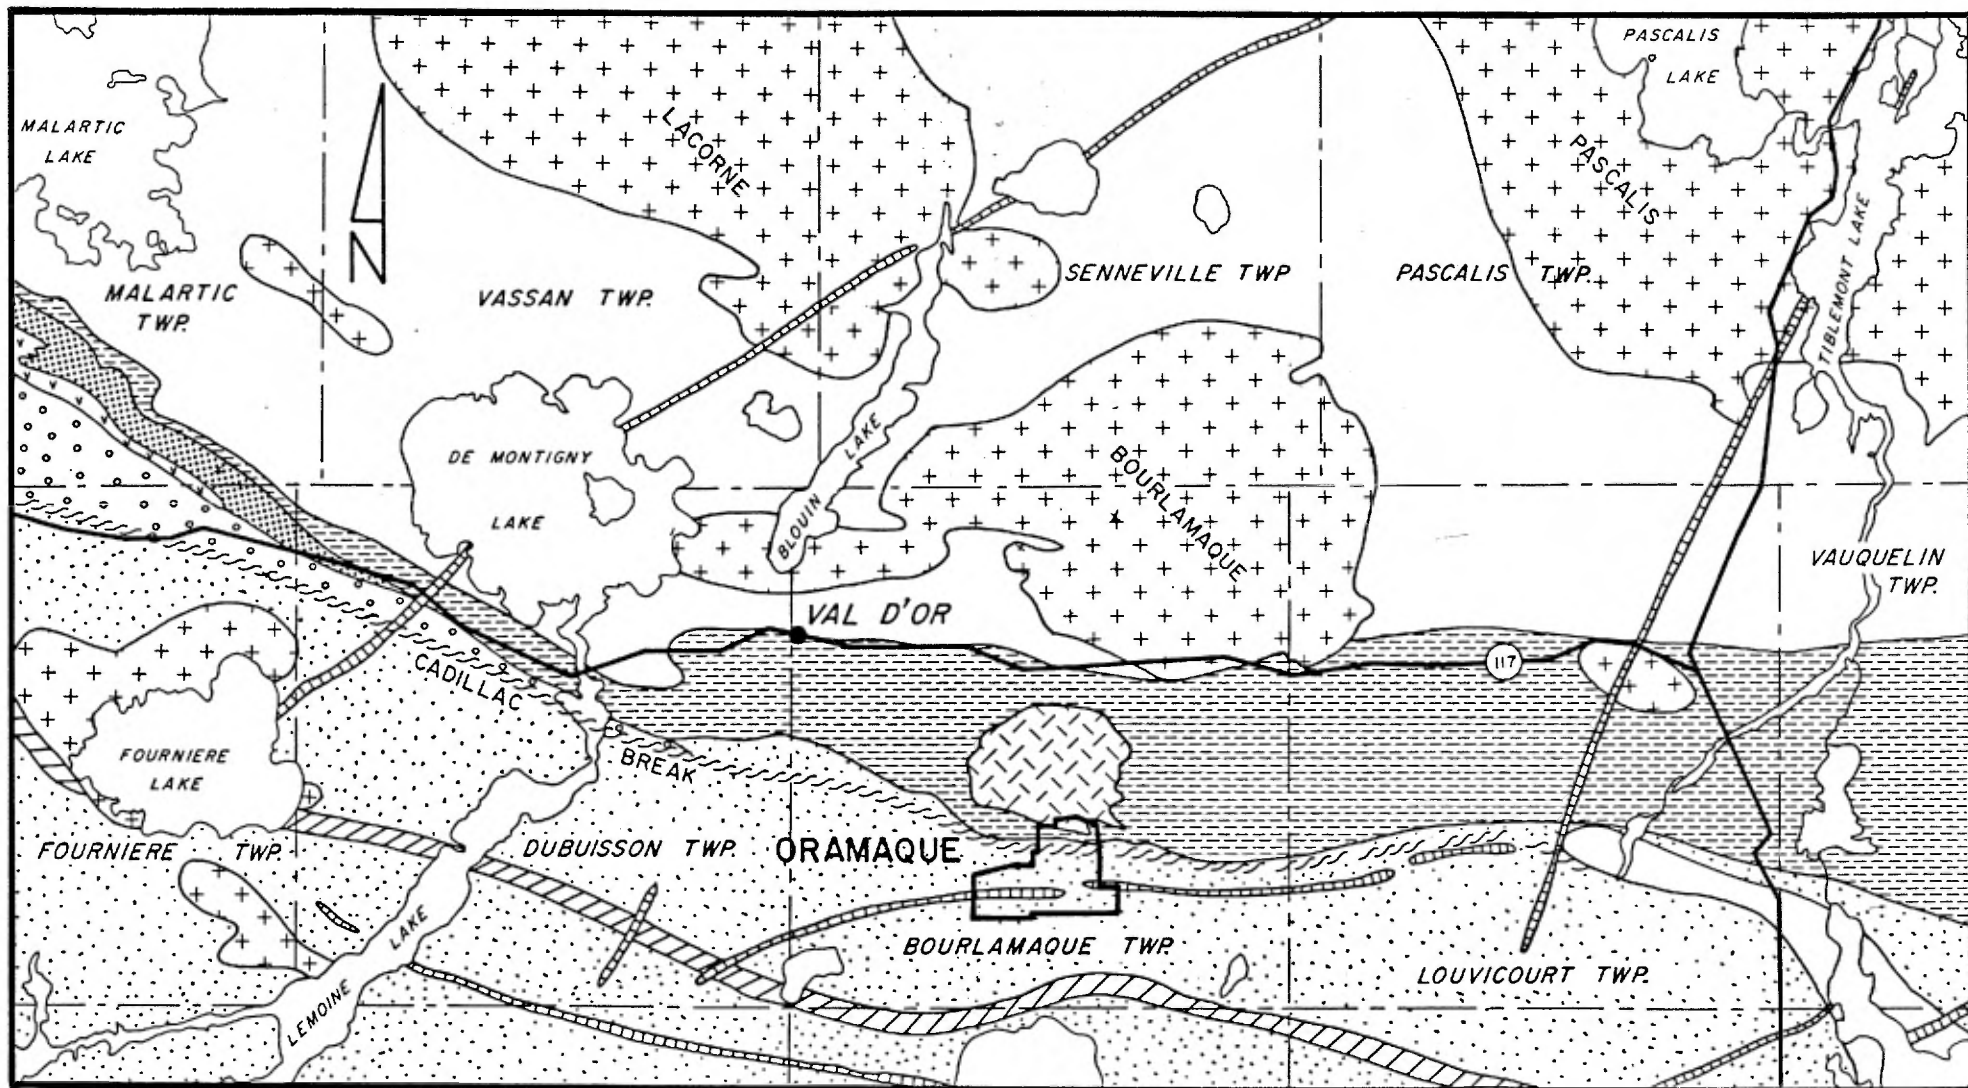 PASCALIS
LAKE
MALARTIC
LAKE
LACORNE
PASCALIS
TIBLEMONT LAKE
N
MALARTIC
TWP.
VASSAN TWP.
SENNEVILLE TWP
PASCALIS TWP.
DE MONTIGNY
LAKE
BLOUIN LAKE
BOURLAMAQUE
VAUQUELIN
TWP.
VAL D'OR
CADILLAC
BREAK
117
FOURNIERE
LAKE
FOURNIERE TWP.
DUBUISSON TWP.
ORAMAQUE
BOURLAMAQUE TWP.
LOUVICOURT TWP.
LEMOINE LAKE